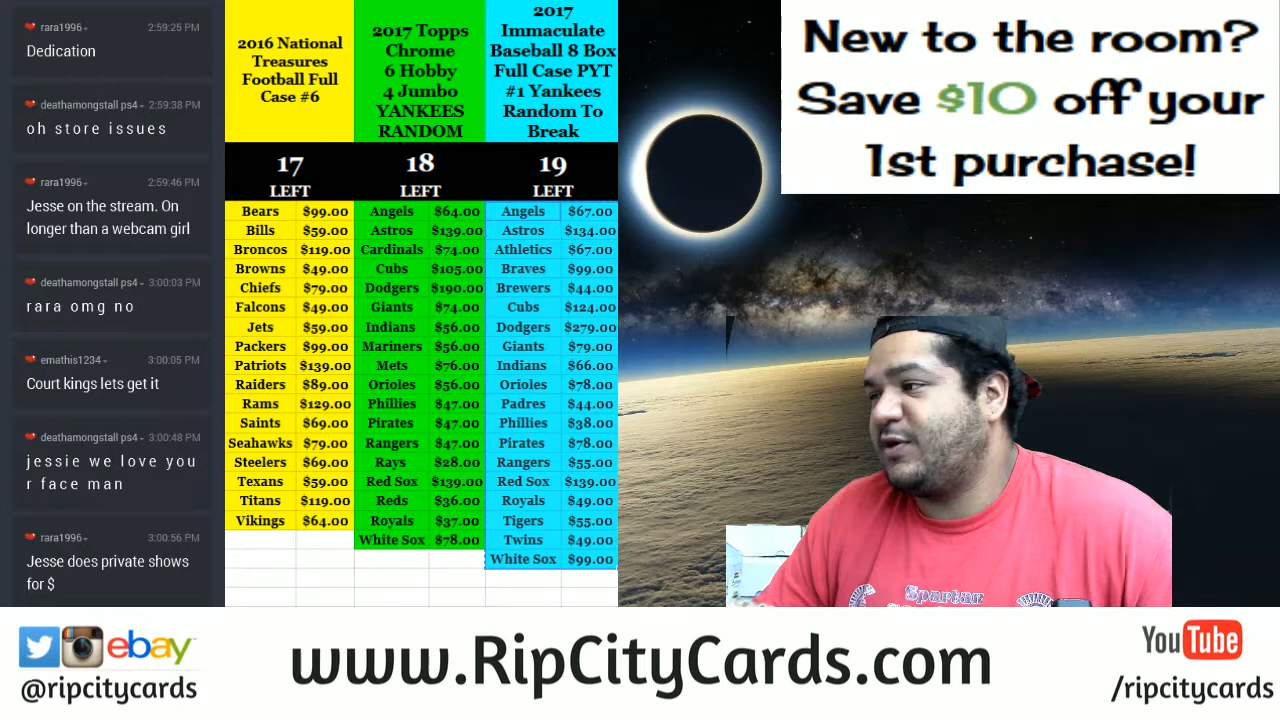 rara1996 2:59:25 PM
Dedication
deathamongstall ps4 2:59:38 PM
oh store issues
rara1996 2:59:46 PM
Jesse on the stream. On
longer than a webcam girl
deathamongstall ps4 3:00:03 PM
rara omg no
emathis1234 3:00:05 PM
Court kings lets get it
deathamongstall ps4 3:00:48 PM
jessie we love you
r face man
rara1996 3:00:56 PM
Jesse does private shows
for $
2016 National
Treasures
Football Full
Case #6
17
LEFT
Bears $99.00
Bills $59.00
Broncos $119.00
Browns $49.00
Chiefs $79.00
Falcons $49.00
Jets $59.00
Packers $99.00
Patriots $139.00
Raiders $89.00
Rams $129.00
Saints $69.00
Seahawks $79.00
Steelers $69.00
Texans $59.00
Titans $119.00
Vikings $64.00
2017 Topps
Chrome
6 Hobby
4 Jumbo
YANKEES
RANDOM
18
LEFT
Angels $64.00
Astros $139.00
Cardinals $74.00
Cubs $105.00
Dodgers $190.00
Giants $74.00
Indians $56.00
Mariners $56.00
Mets $76.00
Orioles $56.00
Phillies $47.00
Pirates $47.00
Rangers $47.00
Rays $28.00
Red Sox $139.00
Reds $36.00
Royals $37.00
White Sox $78.00
2017
Immaculate
Baseball 8 Box
Full Case PYT
#1 Yankees
Random To
Break
19
LEFT
Angels $67.00
Astros $134.00
Athletics $67.00
Braves $99.00
Brewers $44.00
Cubs $124.00
Dodgers $279.00
Giants $79.00
Indians $66.00
Orioles $78.00
Padres $44.00
Phillies $38.00
Pirates $78.00
Rangers $55.00
Red Sox $139.00
Royals $49.00
Tigers $55.00
Twins $49.00
White Sox $99.00
New to the room?
Save $10 off your
1st purchase!
Spartan
ebay
@ripcitycards
www.RipCityCards.com
YouTube
/ripcitycards